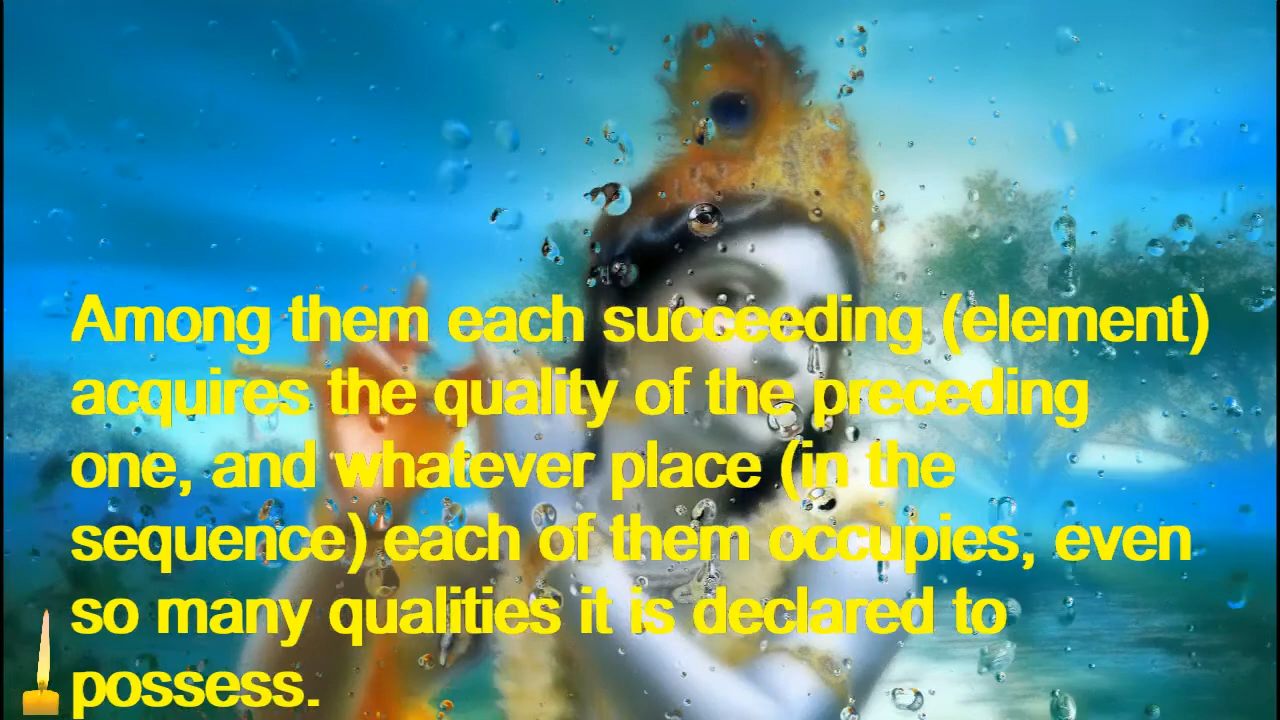 Among them each succeeding (element)
acquires the quality of the preceding
one, and whatever place (in the
sequence) each of them occupies, even
so many qualities it is declared to
possess.